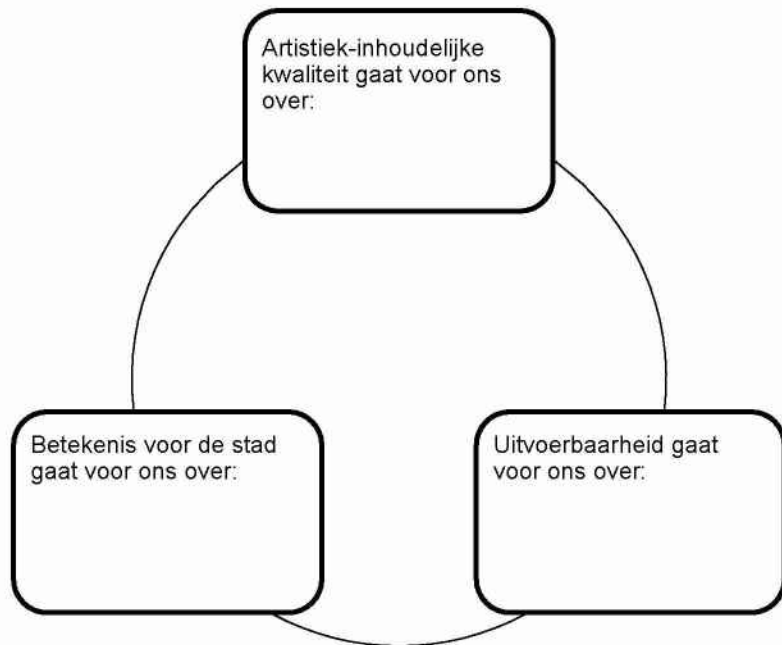 Artistiek-inhoudelijke
kwaliteit gaat voor ons
over:
Betekenis voor de stad
gaat voor ons over:
Uitvoerbaarheid gaat
voor ons over: